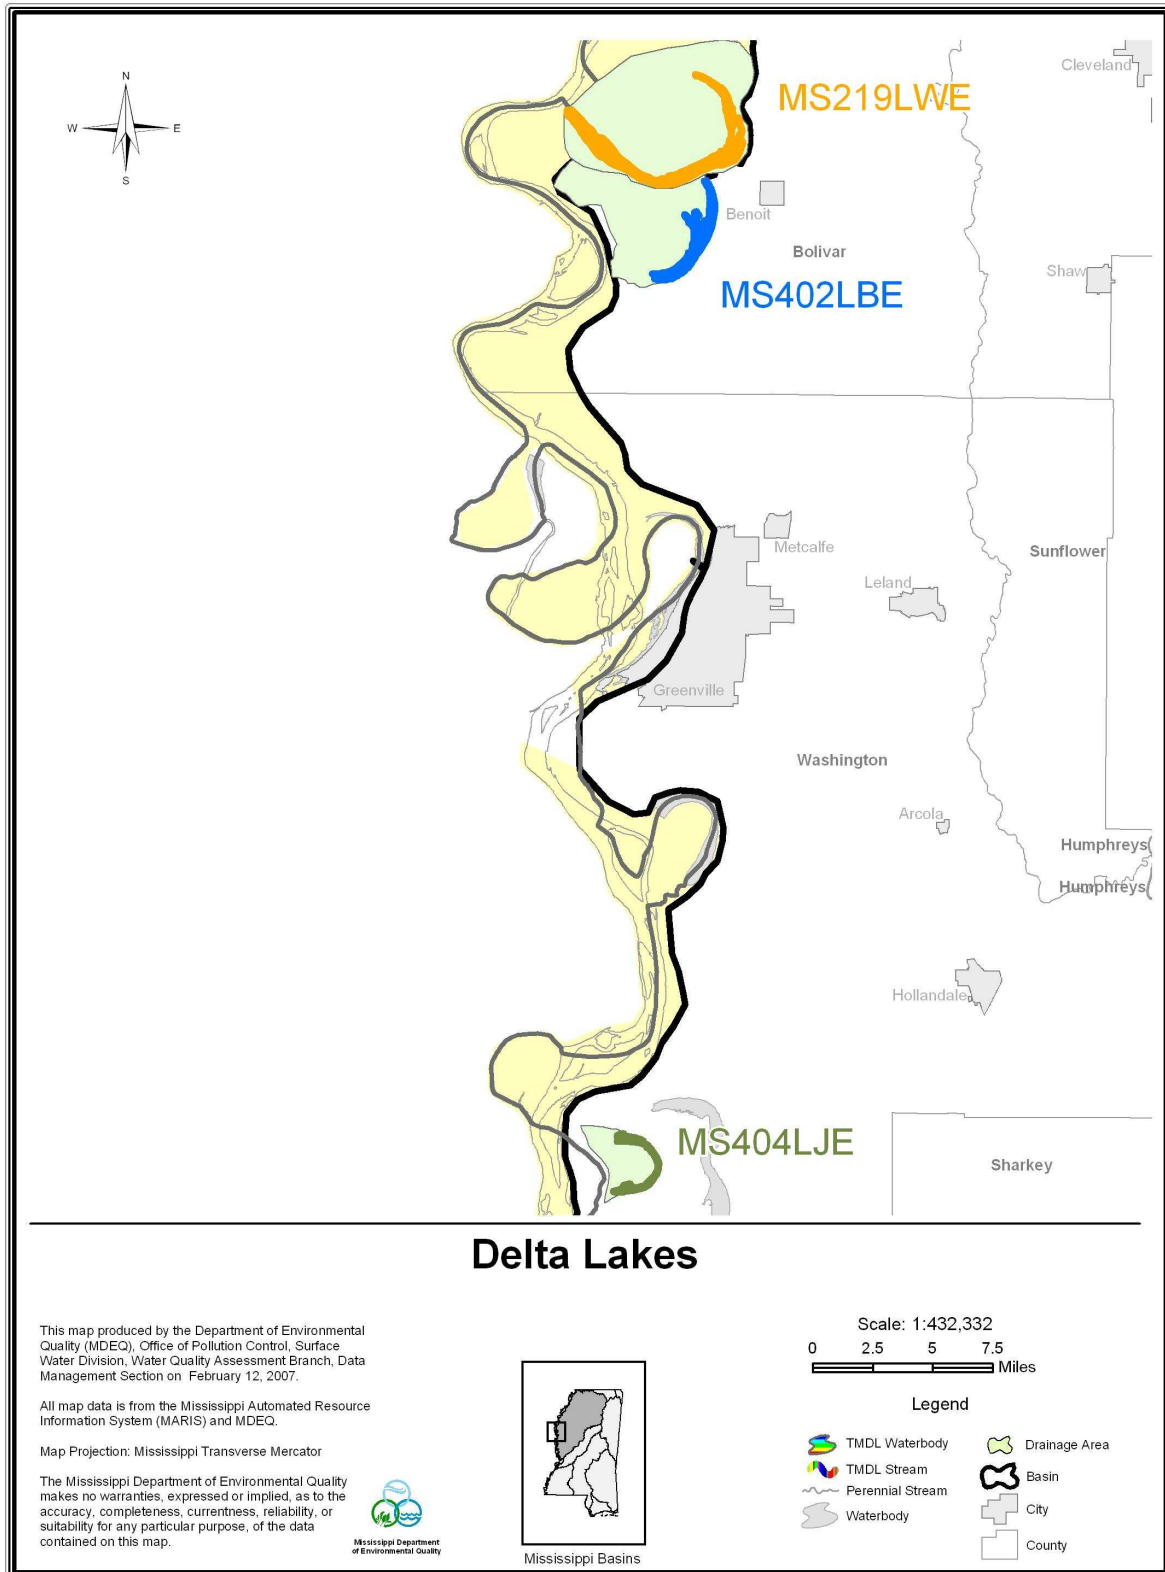 N
W E
S
Cleveland
MS219LWE
Benoit
Bolivar
Shaw
MS402LBE
Metcalfe
Sunflower
Leland
Greenville
Washington
Arcola
Humphreys
Humphreys
Hollandale
MS404LJE
Sharkey
Delta Lakes
This map produced by the Department of Environmental
Quality (MDEQ), Office of Pollution Control, Surface
Water Division, Water Quality Assessment Branch, Data
Management Section on February 12, 2007.
All map data is from the Mississippi Automated Resource
Information System (MARIS) and MDEQ.
Map Projection: Mississippi Transverse Mercator
The Mississippi Department of Environmental Quality
makes no warranties, expressed or implied, as to the
accuracy, completeness, currentness, reliability, or
suitability for any particular purpose, of the data
contained on this map.
Mississippi Department
of Environmental Quality
Mississippi Basins
Scale: 1:432,332
0 2.5 5 7.5
Miles
Legend
TMDL Waterbody
TMDL Stream
Perennial Stream
Waterbody
Drainage Area
Basin
City
County